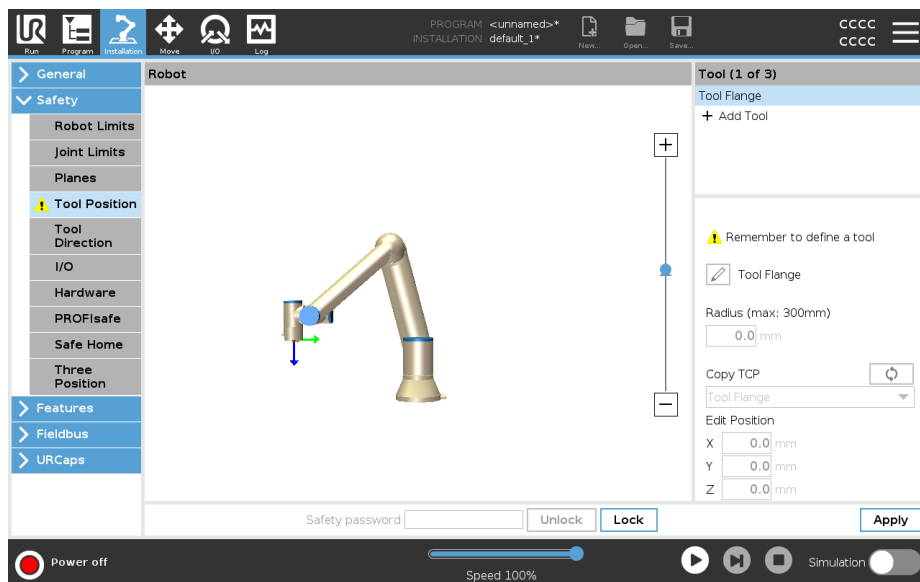 PROGRAM <unnamed>*
INSTALLATION default_1*
CCCC
CCCC
Run Program Installation Move I/O Log New... Open... Save...
General
Safety
Robot Limits
Joint Limits
Planes
Tool Position
Tool
Direction
I/O
Hardware
PROFIsafe
Safe Home
Three
Position
Features
Fieldbus
URCaps
Robot
Tool (1 of 3)
Tool Flange
+ Add Tool
Remember to define a tool
Tool Flange
Radius (max: 300mm)
0.0 mm
Copy TCP
Tool Flange
Edit Position
X 0.0 mm
Y 0.0 mm
Z 0.0 mm
Safety password Unlock Lock Apply
Power off
Speed 100%
Simulation